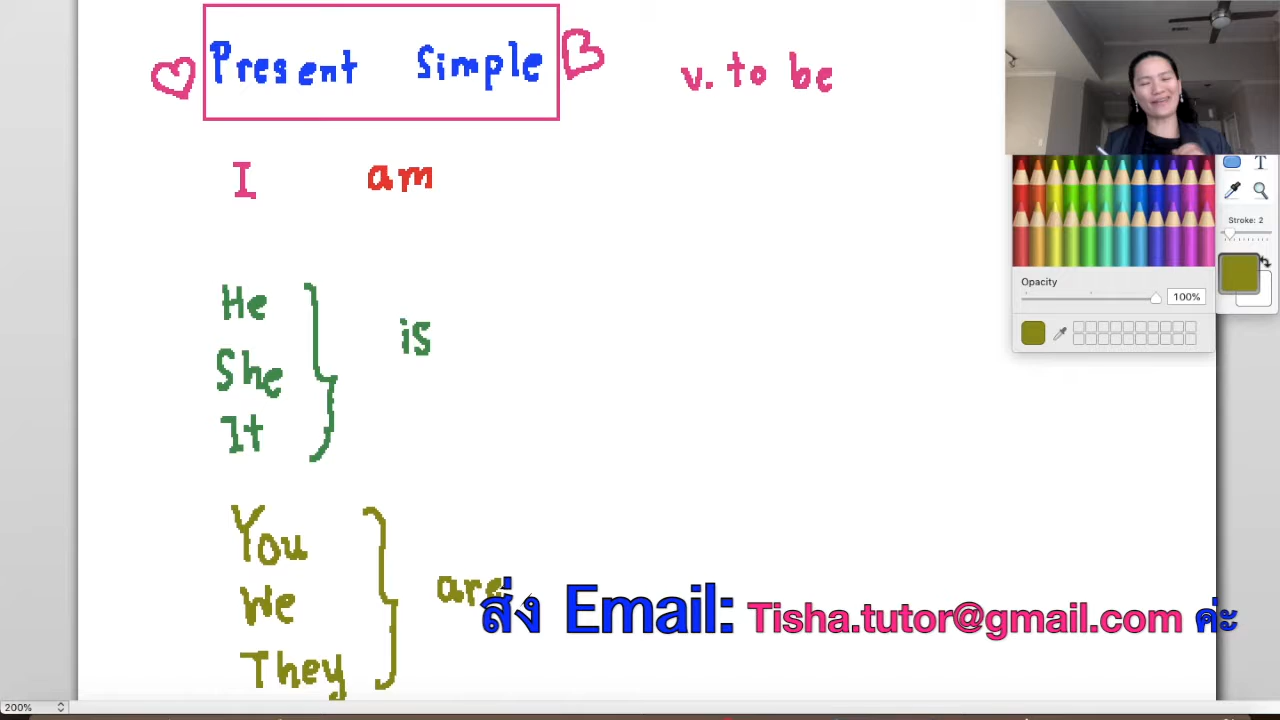 Present Simple
v. to be
I am
He
She
It
is
You
We
They
are
ส่ง Email: Tisha.tutor@gmail.com ค่ะ
T
Stroke: 2
Opacity
100%
200%